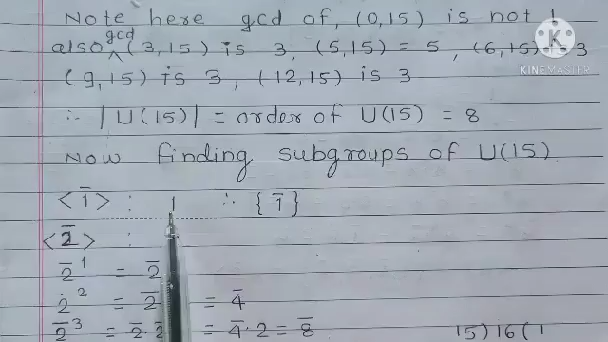 Note here gcd of, (0,15) is not 1
also gcd (3,15) is 3, (5,15) = 5, (6,15) = 3
(9,15) is 3, (12,15) is 3
∴ |U(15)| = order of U(15) = 8
Now finding subgroups of U(15)
<1̄> : 1 ∴ {1̄}
<2̄> :
2̄¹ = 2̄
2̄² = 2̄ = 4̄
2̄³ = 2̄·2̄ = 4̄·2 = 8̄
15)16(1
KINEMASTER